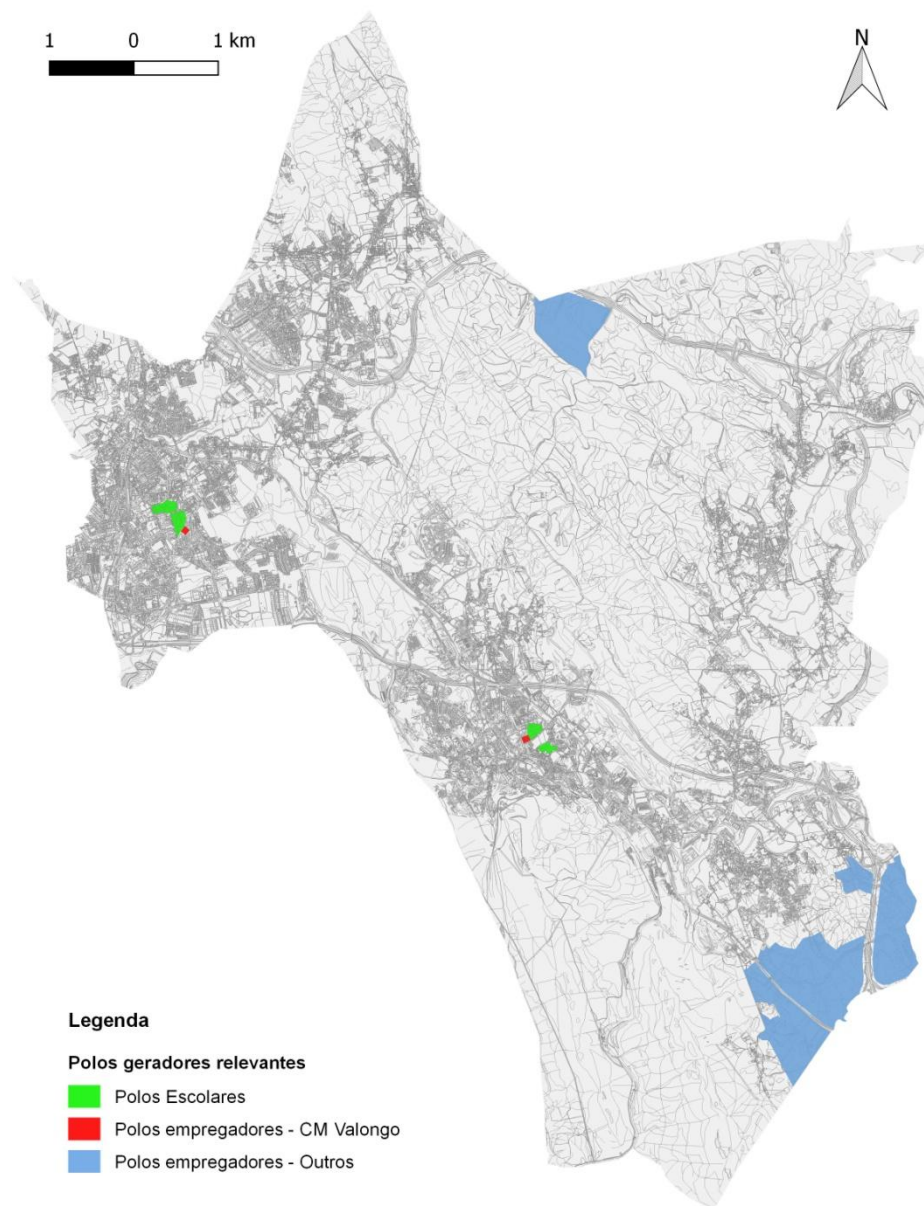 1 0 1 km
N
Legenda
Polos geradores relevantes
Polos Escolares
Polos empregadores - CM Valongo
Polos empregadores - Outros